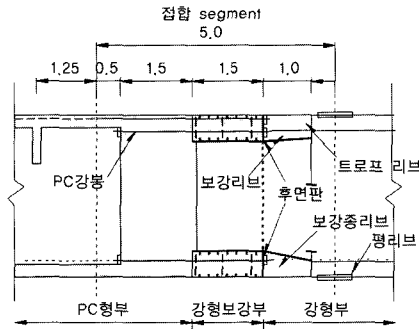 접합 segment
5.0
1.25 0.5 1.5 1.5 1.0
트로프 리브
PC강봉
보강리브
후면판
보강종리브
평리브
PC형부 강형보강부 강형부